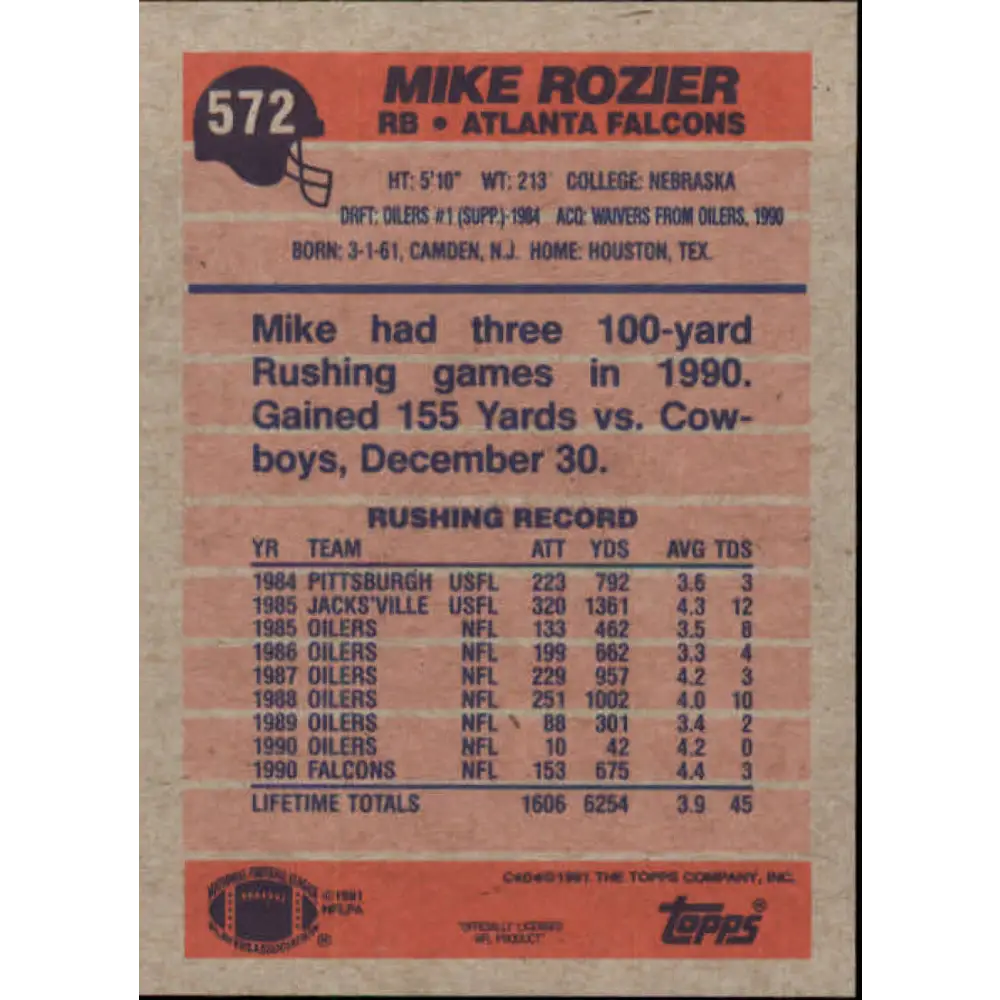 572
MIKE ROZIER
RB • ATLANTA FALCONS
HT: 5'10" WT: 213 COLLEGE: NEBRASKA
DRFT: OILERS #1 (SUPP.)-1984 ACQ: WAIVERS FROM OILERS, 1990
BORN: 3-1-61, CAMDEN, N.J. HOME: HOUSTON, TEX.
Mike had three 100-yard
Rushing games in 1990.
Gained 155 Yards vs. Cow-
boys, December 30.
RUSHING RECORD
YR TEAM ATT YDS AVG TDS
1984 PITTSBURGH USFL 223 792 3.6 3
1985 JACKS'VILLE USFL 320 1361 4.3 12
1985 OILERS NFL 133 462 3.5 8
1986 OILERS NFL 199 662 3.3 4
1987 OILERS NFL 229 957 4.2 3
1988 OILERS NFL 251 1002 4.0 10
1989 OILERS NFL 88 301 3.4 2
1990 OILERS NFL 10 42 4.2 0
1990 FALCONS NFL 153 675 4.4 3
LIFETIME TOTALS 1606 6254 3.9 45
©1991 THE TOPPS COMPANY, INC.
NATIONAL FOOTBALL LEAGUE
©1991
NFLPA
®
"OFFICIALLY LICENSED
NFL PRODUCT"
topps®